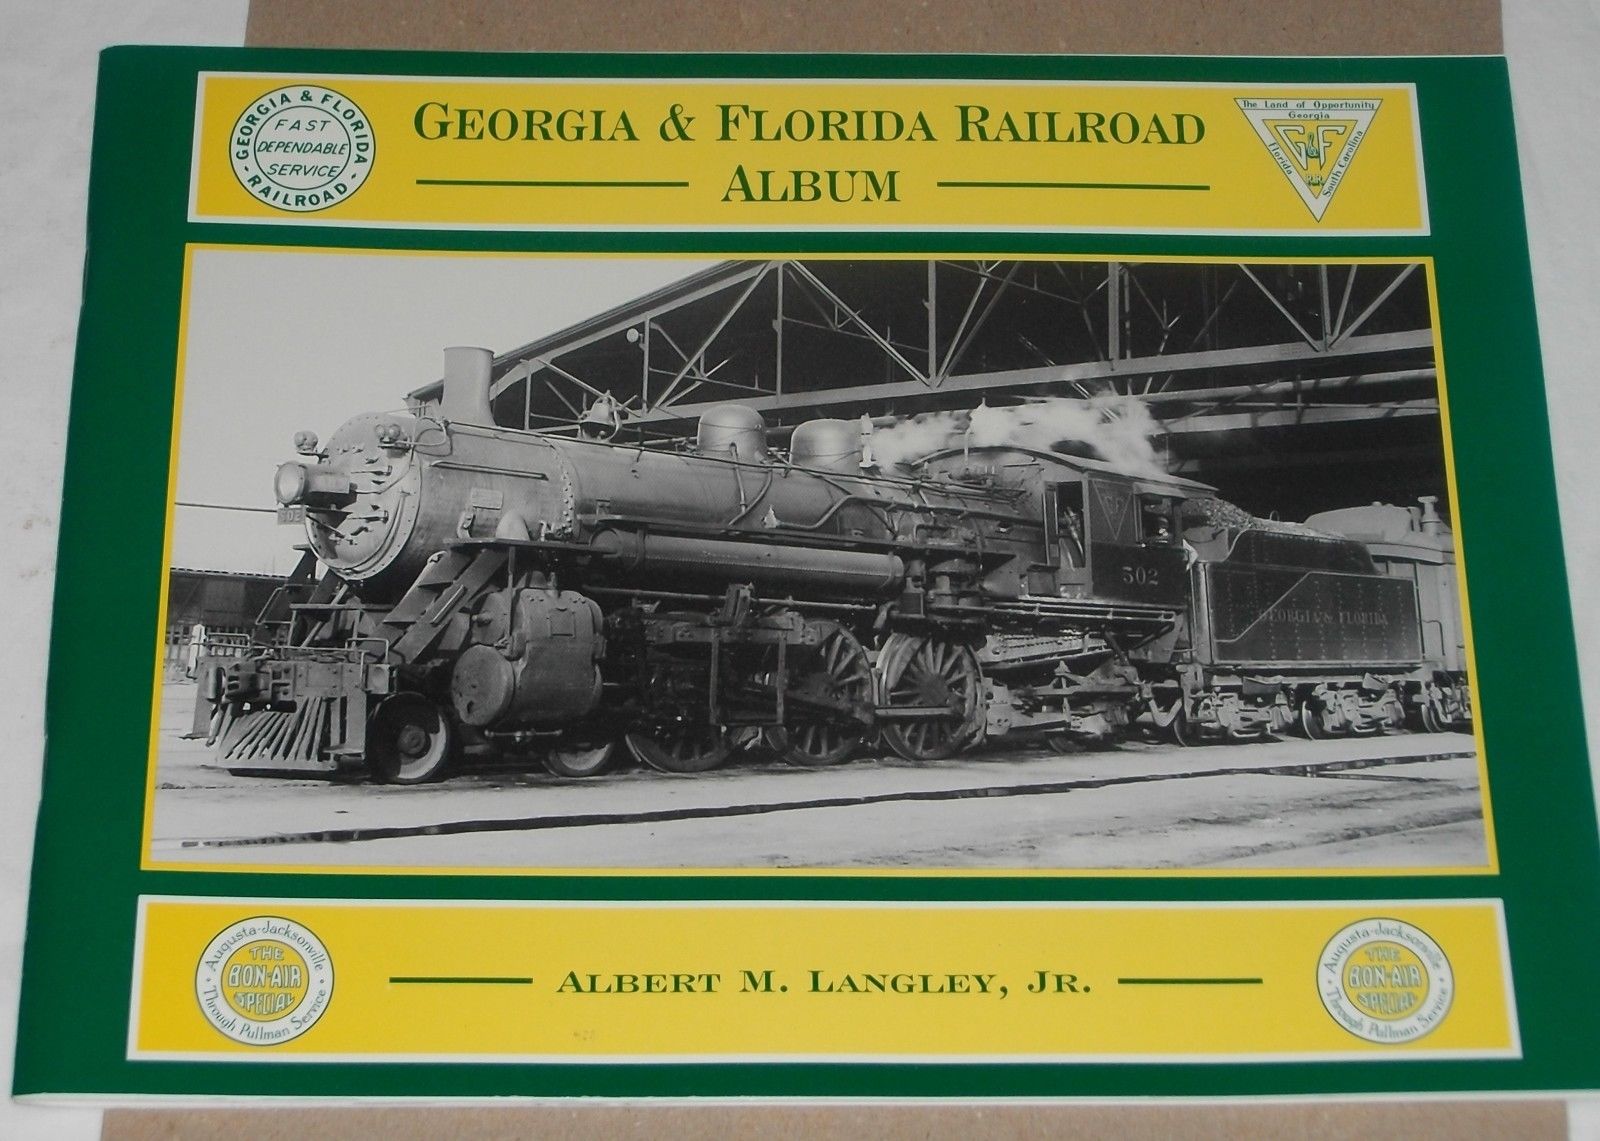 GEORGIA & FLORIDA RAILROAD
ALBUM
GEORGIA & FLORIDA
RAILROAD
FAST
DEPENDABLE
SERVICE
The Land of Opportunity
Georgia
Florida
South Carolina
G&F
R.R.
502
502
GEORGIA & FLORIDA
Augusta-Jacksonville
THE
BON-AIR
SPECIAL
Through Pullman Service
ALBERT M. LANGLEY, JR.
Augusta-Jacksonville
THE
BON-AIR
SPECIAL
Through Pullman Service